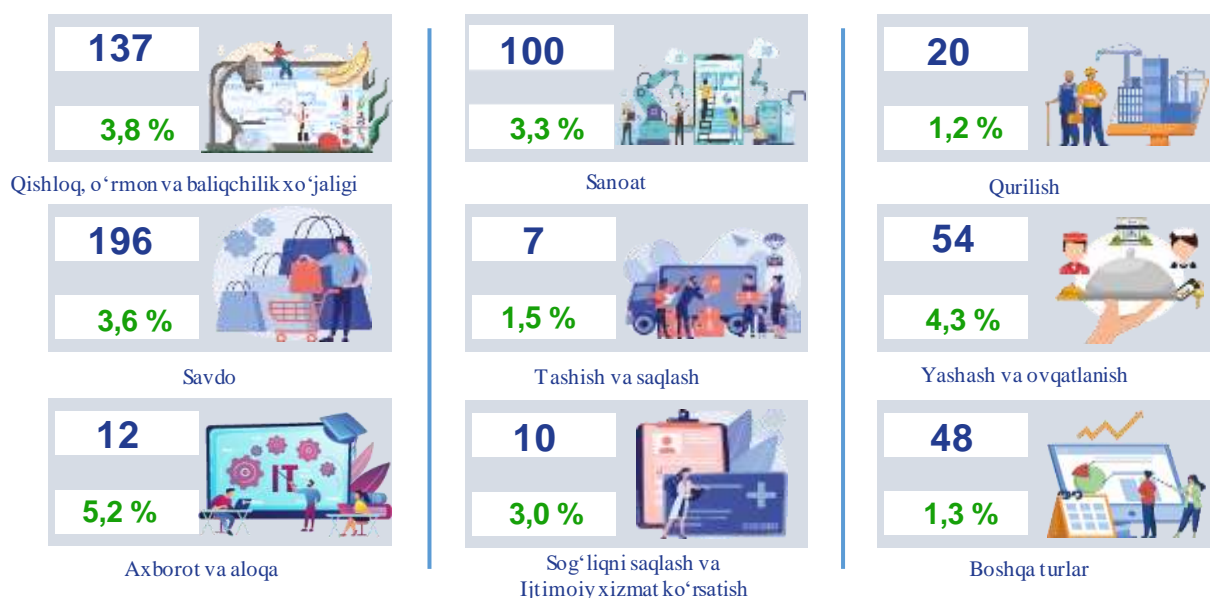 137
3,8 %
Qishloq, o‘rmon va baliqchilik xo‘jaligi
100
3,3 %
Sanoat
20
1,2 %
Qurilish
196
3,6 %
Savdo
7
1,5 %
Tashish va saqlash
54
4,3 %
Yashash va ovqatlanish
12
5,2 %
IT
Axborot va aloqa
10
3,0 %
Sog‘liqni saqlash va
Ijtimoiy xizmat ko‘rsatish
48
1,3 %
Boshqa turlar